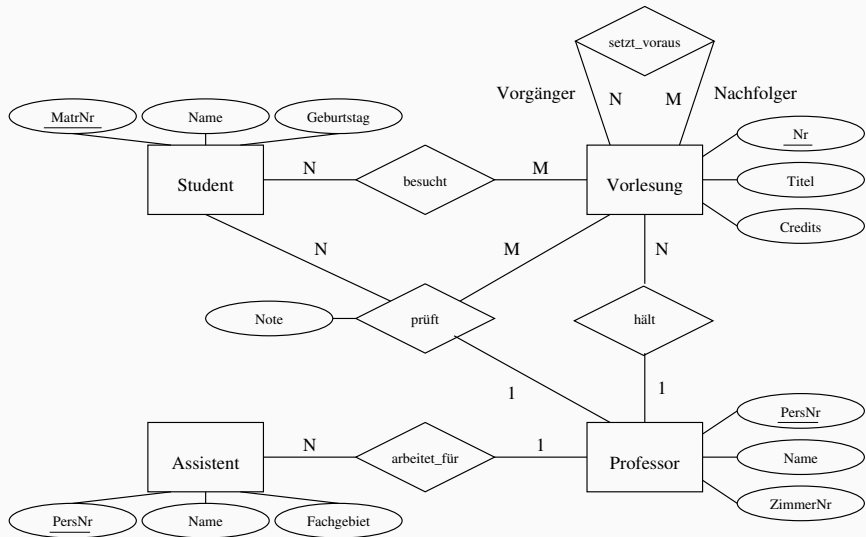 setzt_voraus
Vorgänger N M Nachfolger
MatrNr Name Geburtstag
Nr
Student N besucht M Vorlesung
Titel
Credits
N M N
Note prüft hält
1 1
PersNr
Assistent N arbeitet_für 1 Professor
Name
ZimmerNr
PersNr Name Fachgebiet